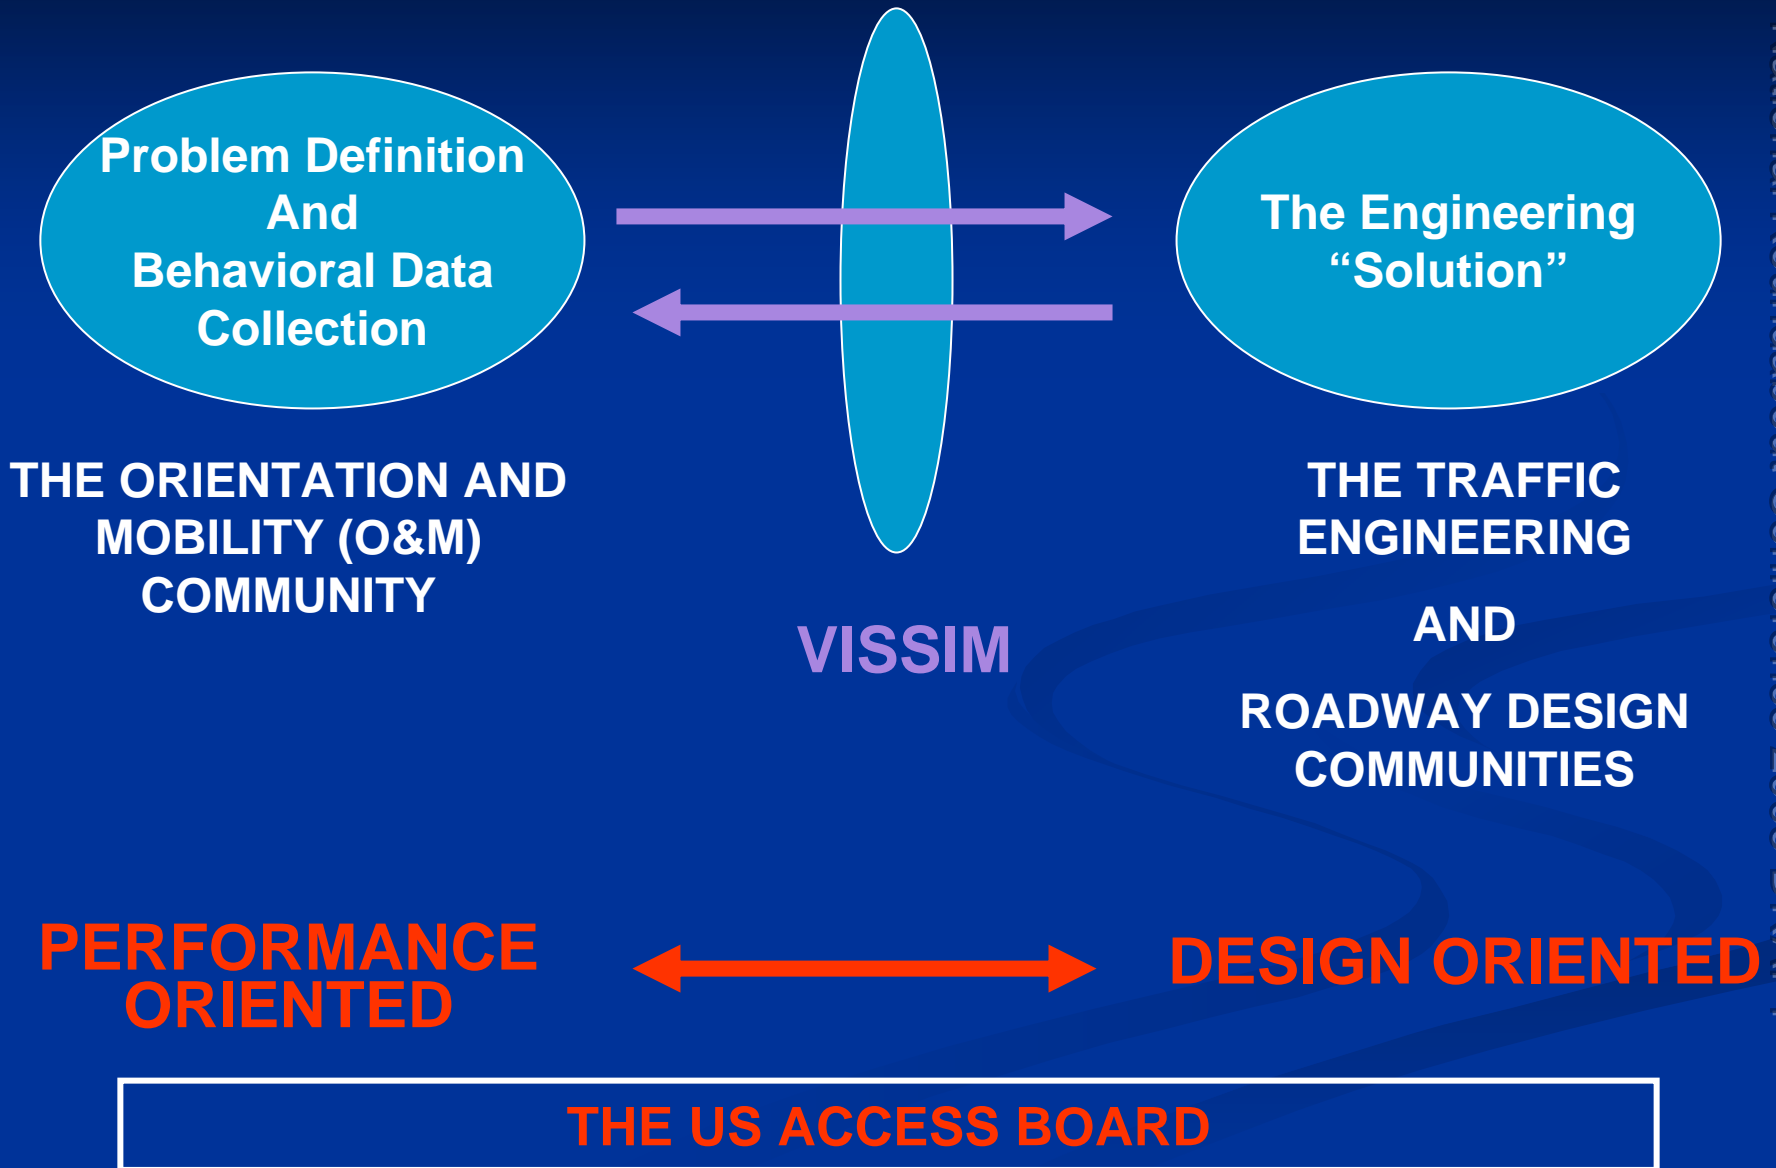 Problem Definition
And
Behavioral Data
Collection
The Engineering
“Solution”
THE ORIENTATION AND
MOBILITY (O&M)
COMMUNITY
VISSIM
THE TRAFFIC
ENGINEERING
AND
ROADWAY DESIGN
COMMUNITIES
PERFORMANCE
ORIENTED
DESIGN ORIENTED
THE US ACCESS BOARD